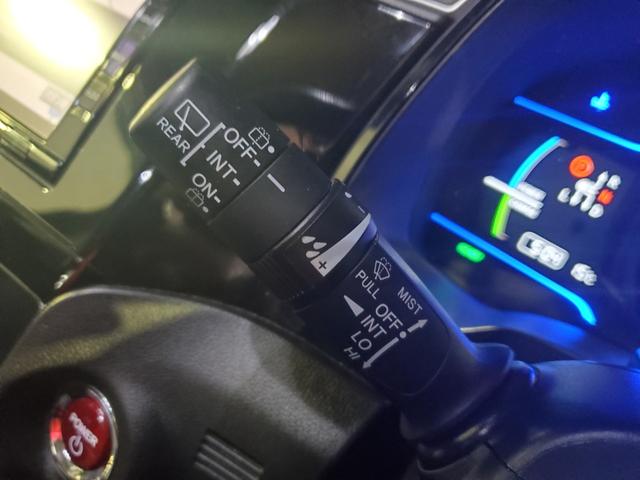 REAR
OFF
INT
ON
PULL
MIST
OFF
INT
LO
HI
POWER